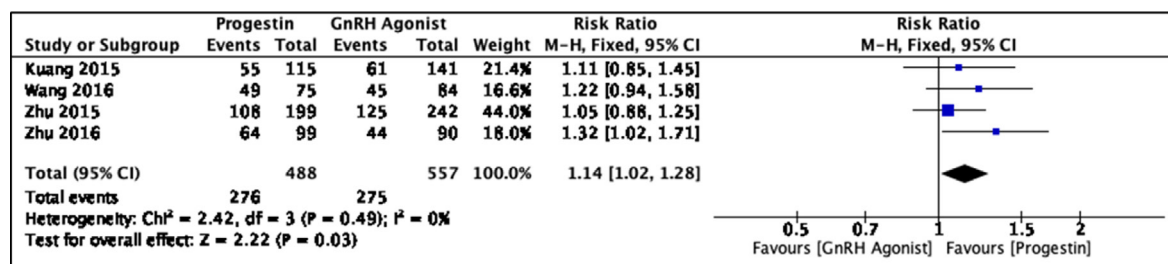 Progestin GnRH Agonist Risk Ratio Risk Ratio
Study or Subgroup Events Total Events Total Weight M-H, Fixed, 95% CI M-H, Fixed, 95% CI
Kuang 2015 55 115 61 141 21.4% 1.11 [0.85, 1.45]
Wang 2016 49 75 45 84 16.6% 1.22 [0.94, 1.58]
Zhu 2015 108 199 125 242 44.0% 1.05 [0.88, 1.25]
Zhu 2016 64 99 44 90 18.0% 1.32 [1.02, 1.71]
Total (95% CI) 488 557 100.0% 1.14 [1.02, 1.28]
Total events 276 275
Heterogeneity: Chi² = 2.42, df = 3 (P = 0.49); I² = 0%
Test for overall effect: Z = 2.22 (P = 0.03)
0.5 0.7 1 1.5 2
Favours [GnRH Agonist] Favours [Progestin]